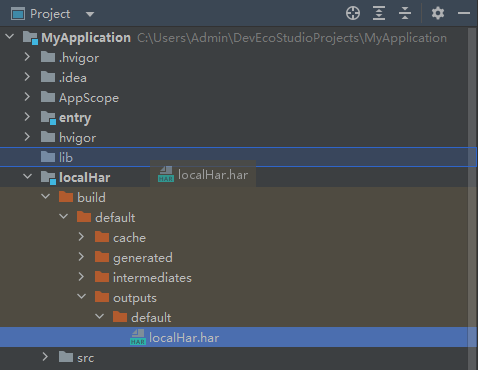 Project
MyApplication C:\Users\Admin\DevEcoStudioProjects\MyApplication
.hvigor
.idea
AppScope
entry
hvigor
lib
localHar
localHar.har
build
default
cache
generated
intermediates
outputs
default
localHar.har
src